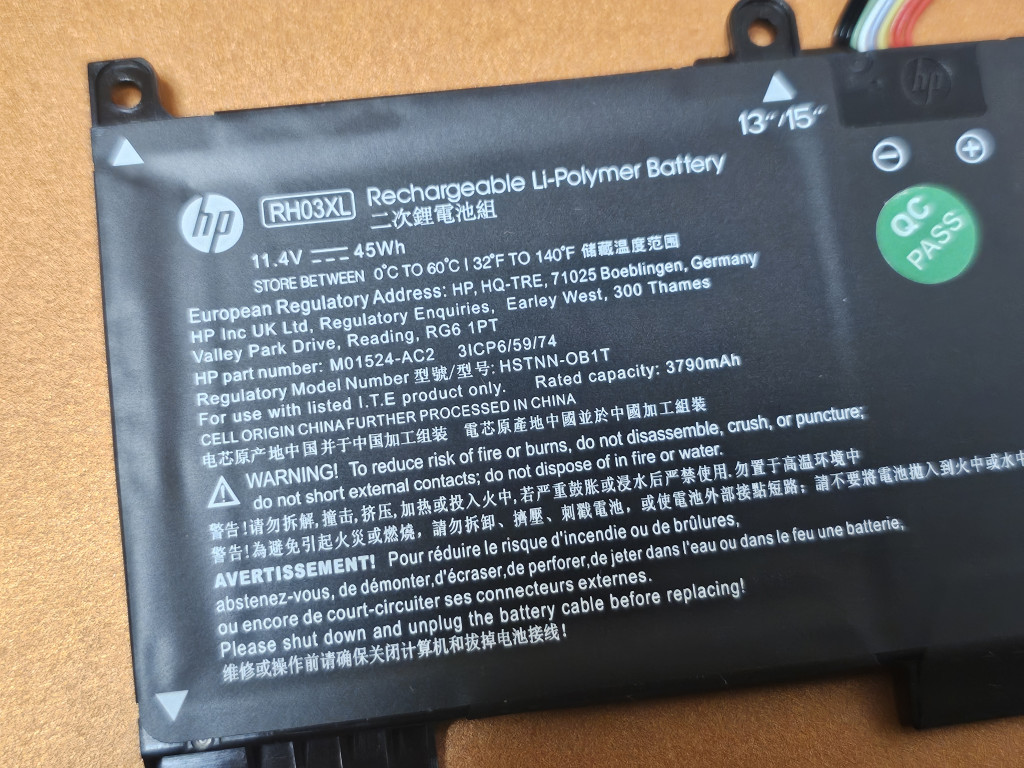 hp
13"/15"
hp RH03XL Rechargeable Li-Polymer Battery
二次鋰電池組
11.4V 45Wh
STORE BETWEEN 0°C TO 60°C I 32°F TO 140°F 储藏溫度范围
European Regulatory Address: HP, HQ-TRE, 71025 Boeblingen, Germany
HP Inc UK Ltd, Regulatory Enquiries, Earley West, 300 Thames
Valley Park Drive, Reading, RG6 1PT
HP part number: M01524-AC2 3ICP6/59/74
Regulatory Model Number 型號/型号: HSTNN-OB1T
For use with listed I.T.E product only. Rated capacity: 3790mAh
CELL ORIGIN CHINA FURTHER PROCESSED IN CHINA
电芯原产地中国并于中国加工组装 電芯原產地中國並於中國加工組裝
WARNING! To reduce risk of fire or burns, do not disassemble, crush, or puncture;
do not short external contacts; do not dispose of in fire or water.
警告!请勿拆解,撞击,挤压,加热或投入火中,若严重鼓胀或浸水后严禁使用.勿置于高温环境中
警告!為避免引起火災或燃燒，請勿拆卸、擠壓、刺戳電池，或使電池外部接點短路；請不要將電池拋入到火中或水中
AVERTISSEMENT! Pour réduire le risque d'incendie ou de brûlures,
abstenez-vous, de démonter,d'écraser,de perforer,de jeter dans l'eau ou dans le feu une batterie,
ou encore de court-circuiter ses connecteurs externes.
Please shut down and unplug the battery cable before replacing!
维修或操作前请确保关闭计算机和拔掉电池接线!
QC
PASS